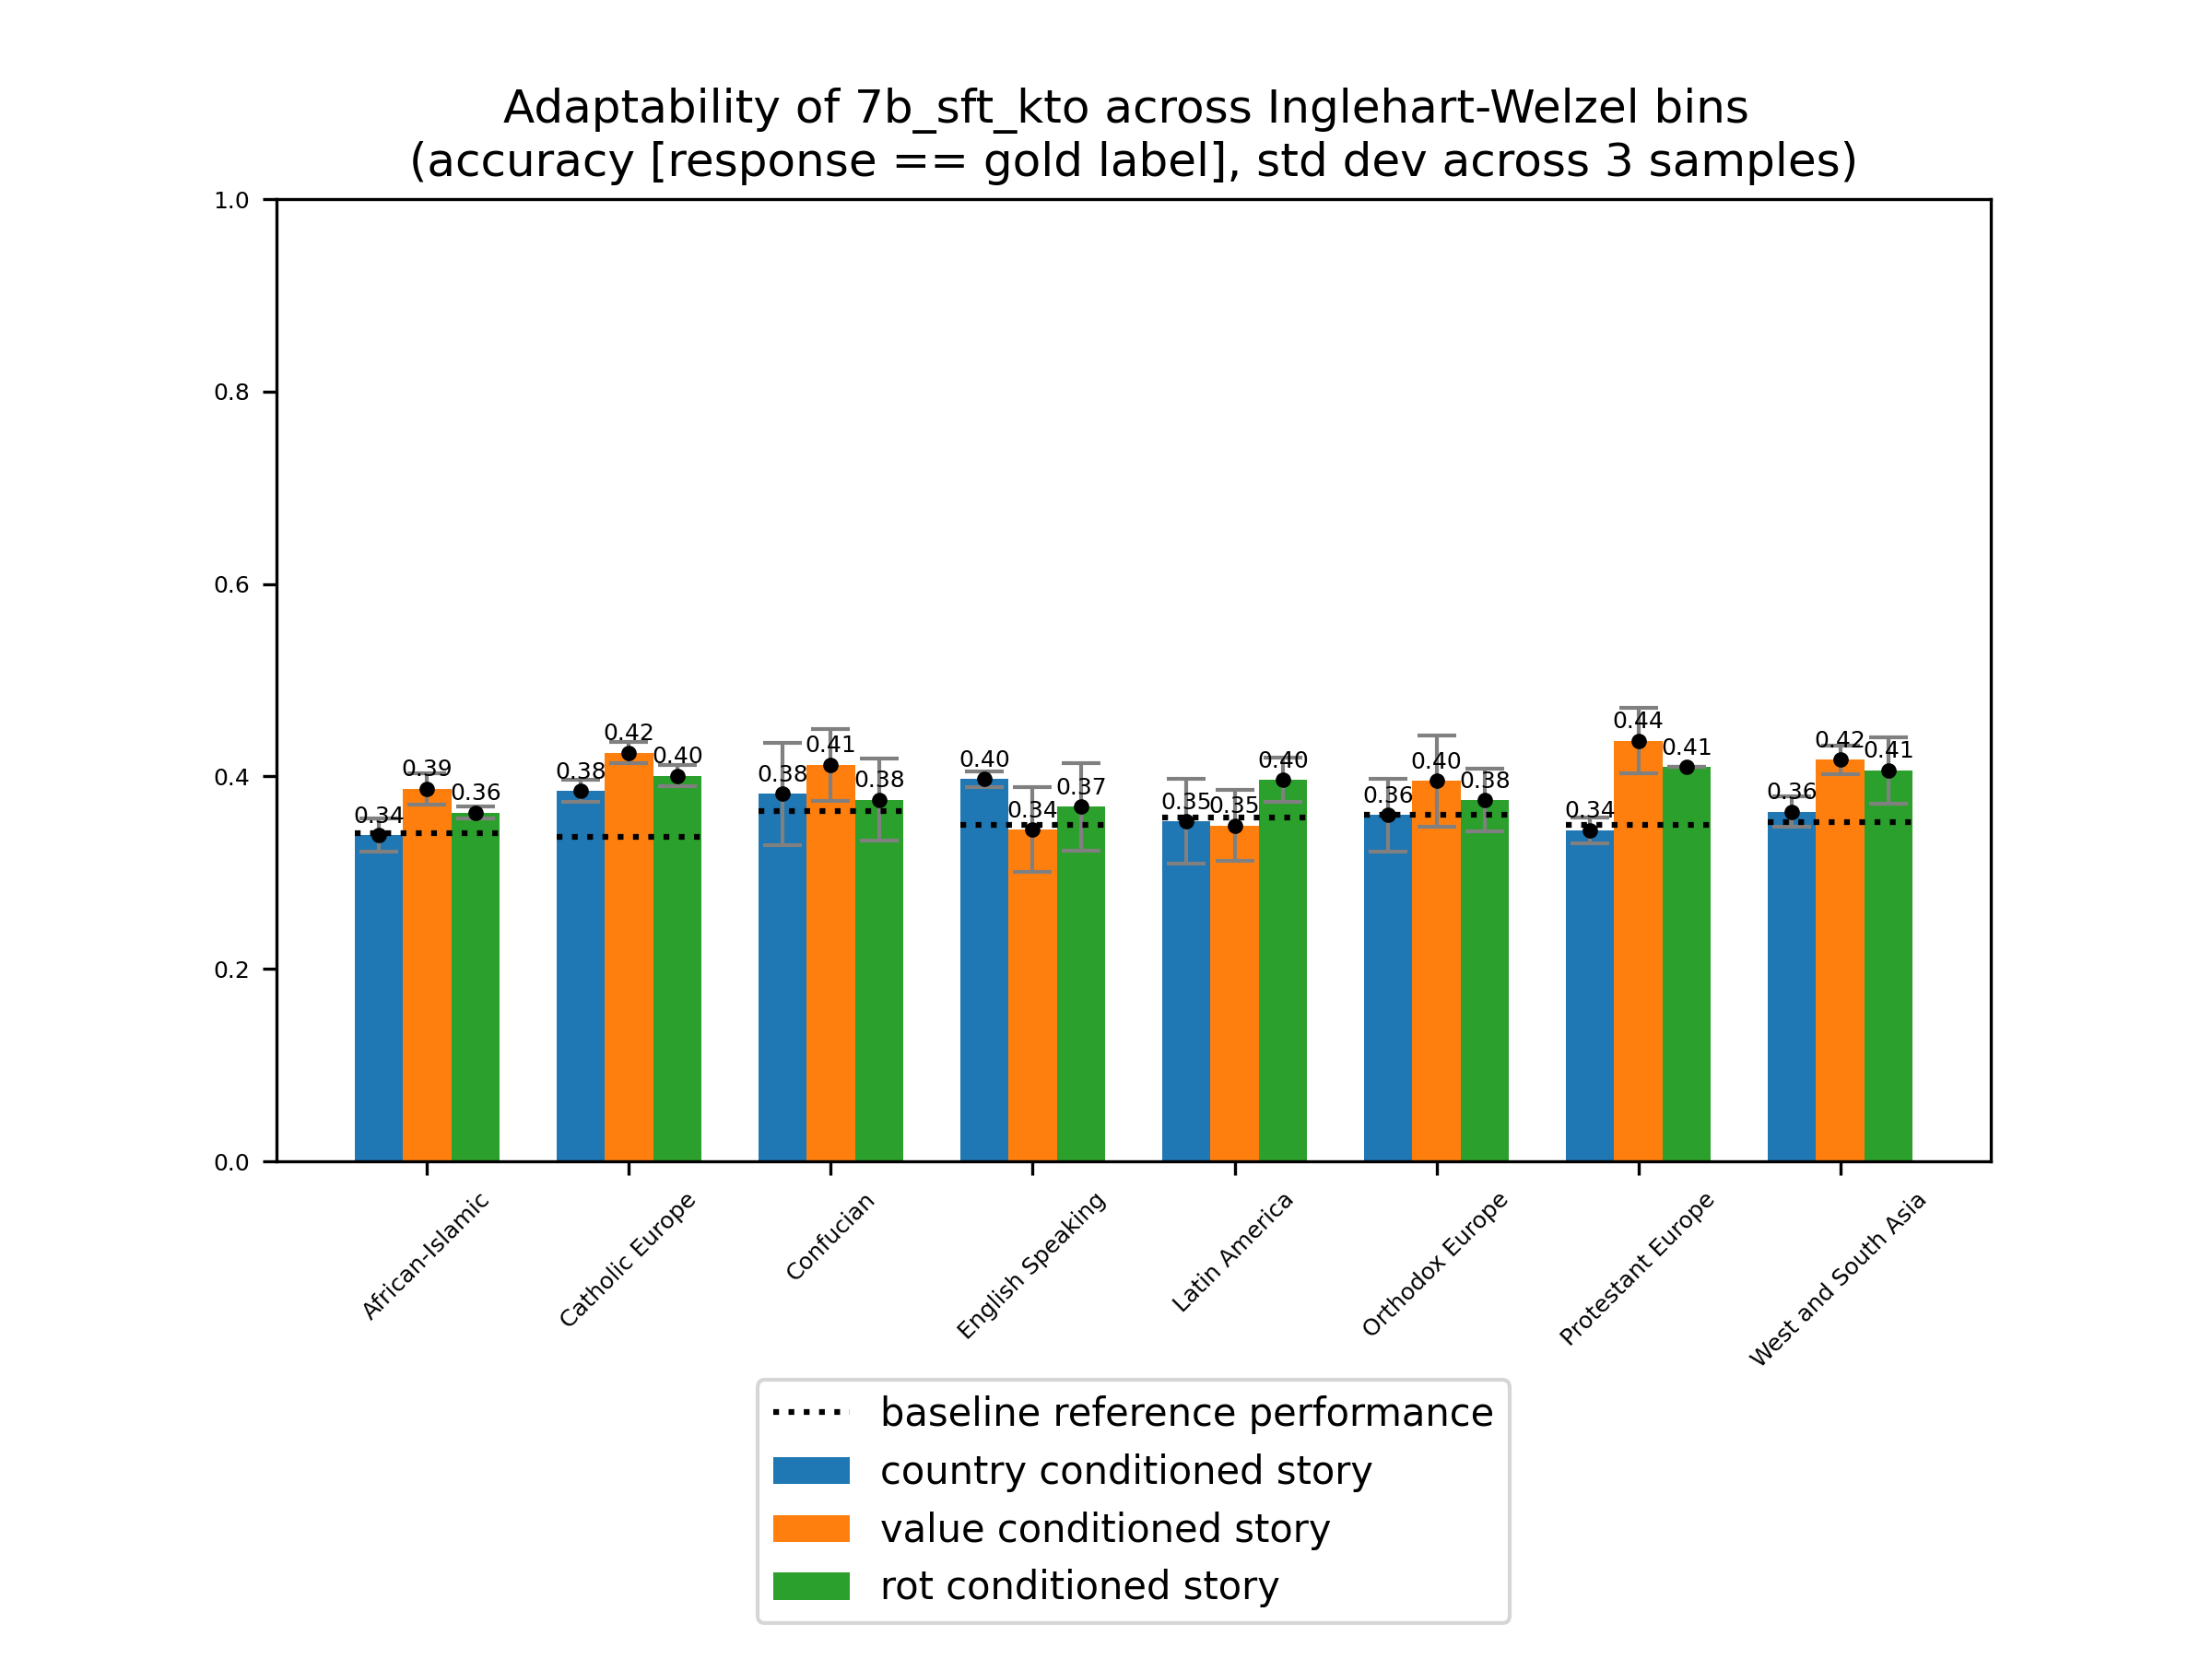 Adaptability of 7b_sft_kto across Inglehart-Welzel bins
(accuracy [response == gold label], std dev across 3 samples)
1.0
0.8
0.6
0.4
0.2
0.0
0.34
0.39
0.36
0.38
0.42
0.40
0.38
0.41
0.38
0.40
0.34
0.37
0.35
0.35
0.40
0.36
0.40
0.38
0.34
0.44
0.41
0.36
0.42
0.41
African-Islamic
Catholic Europe
Confucian
English Speaking
Latin America
Orthodox Europe
Protestant Europe
West and South Asia
baseline reference performance
country conditioned story
value conditioned story
rot conditioned story